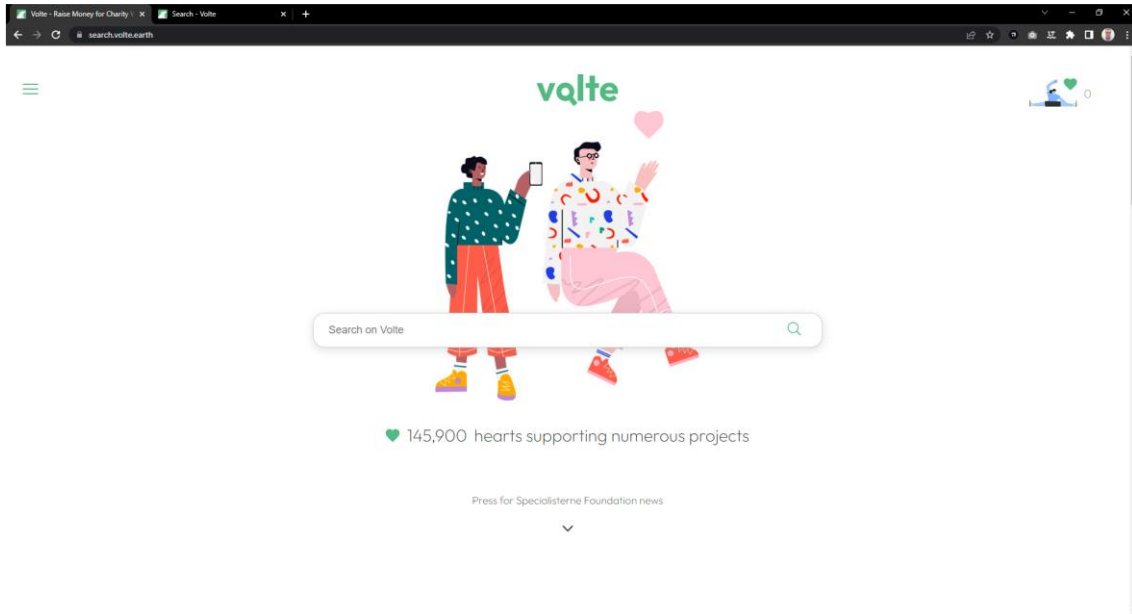 Volte - Raise Money for Charity
Search - Volte
search.volte.earth
volte
0
Search on Volte
145,900 hearts supporting numerous projects
Press for Specialisterne Foundation news